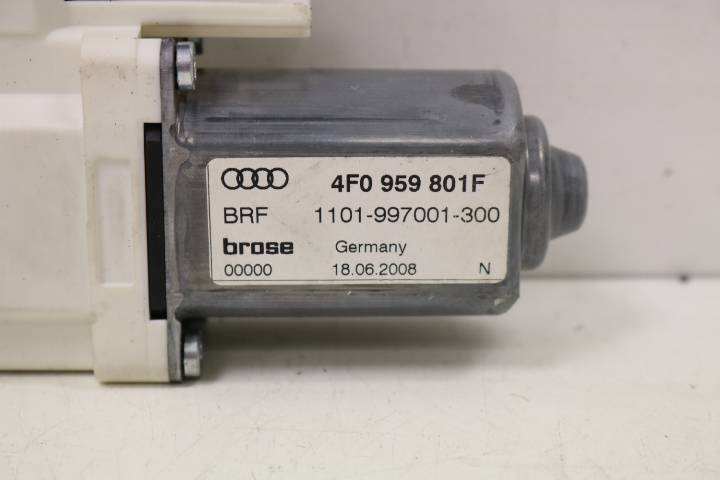 4F0 959 801F
BRF 1101-997001-300
brose Germany
00000 18.06.2008 N